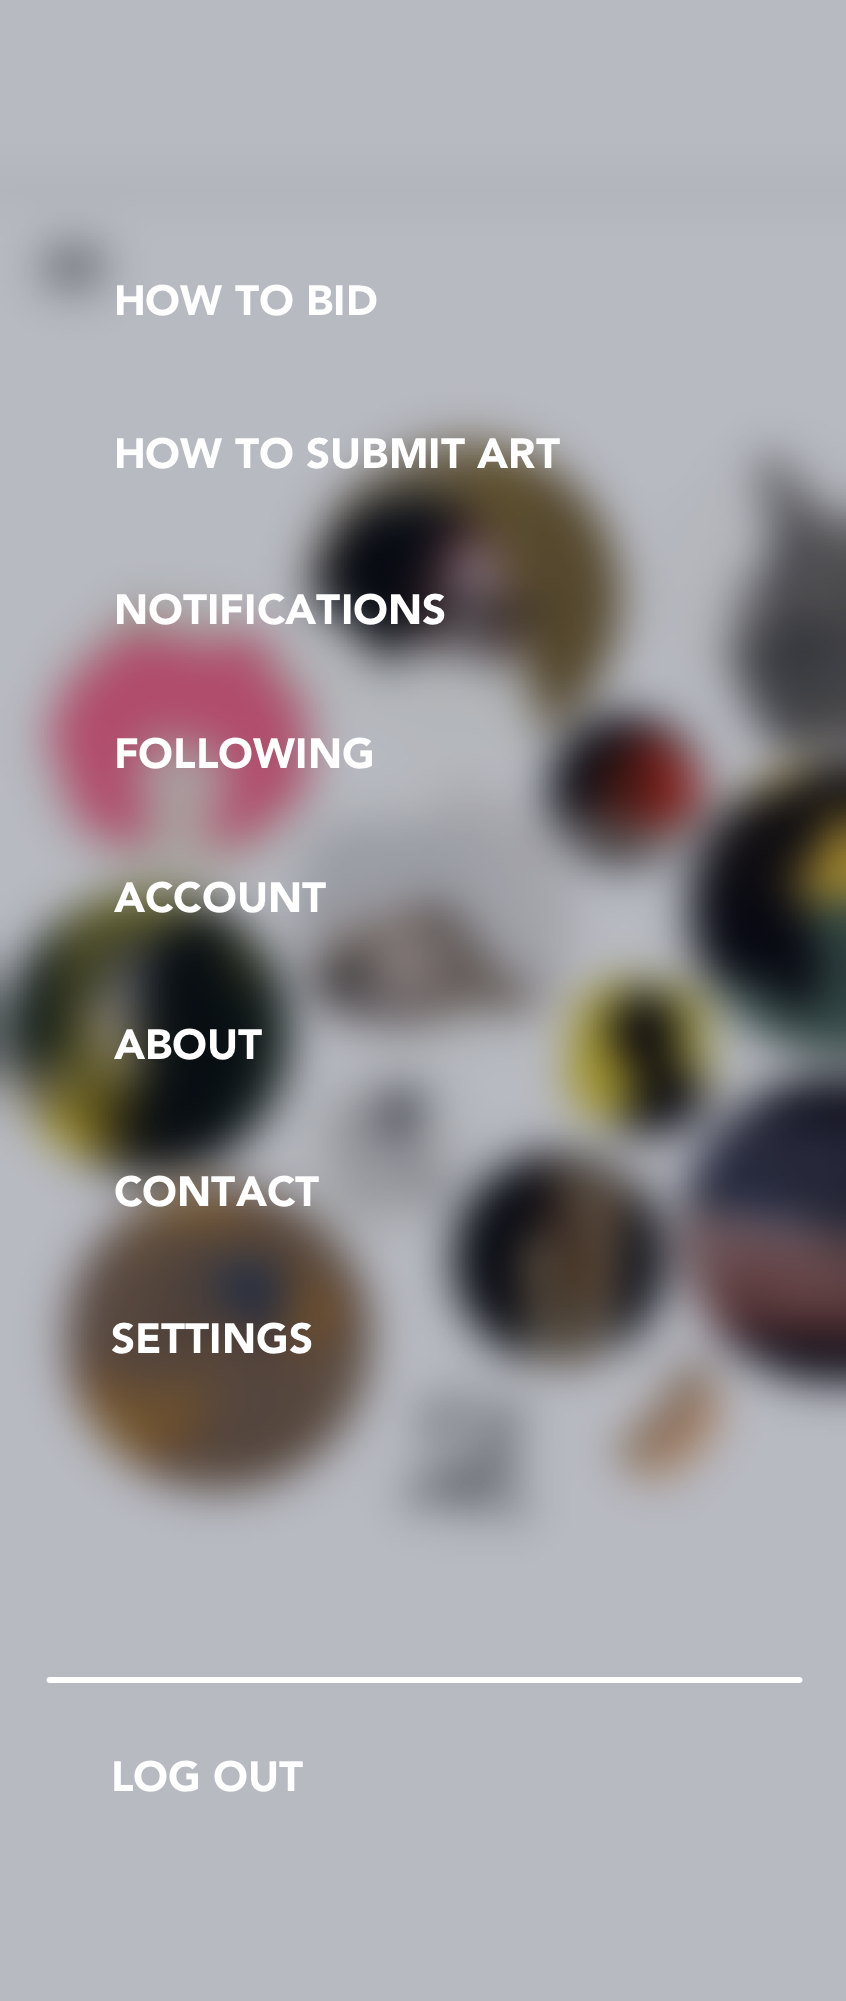 HOW TO BID
HOW TO SUBMIT ART
NOTIFICATIONS
FOLLOWING
ACCOUNT
ABOUT
CONTACT
SETTINGS
LOG OUT